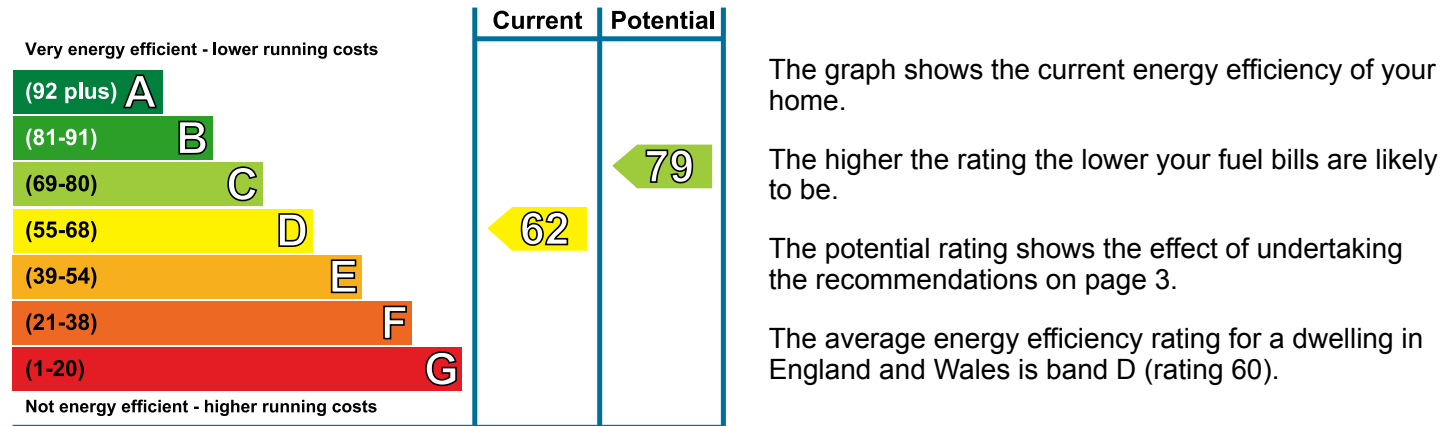 Current Potential
Very energy efficient - lower running costs
(92 plus) A
(81-91) B
(69-80) C
(55-68) D
(39-54) E
(21-38) F
(1-20) G
Not energy efficient - higher running costs
62
79
The graph shows the current energy efficiency of your
home.
The higher the rating the lower your fuel bills are likely
to be.
The potential rating shows the effect of undertaking
the recommendations on page 3.
The average energy efficiency rating for a dwelling in
England and Wales is band D (rating 60).